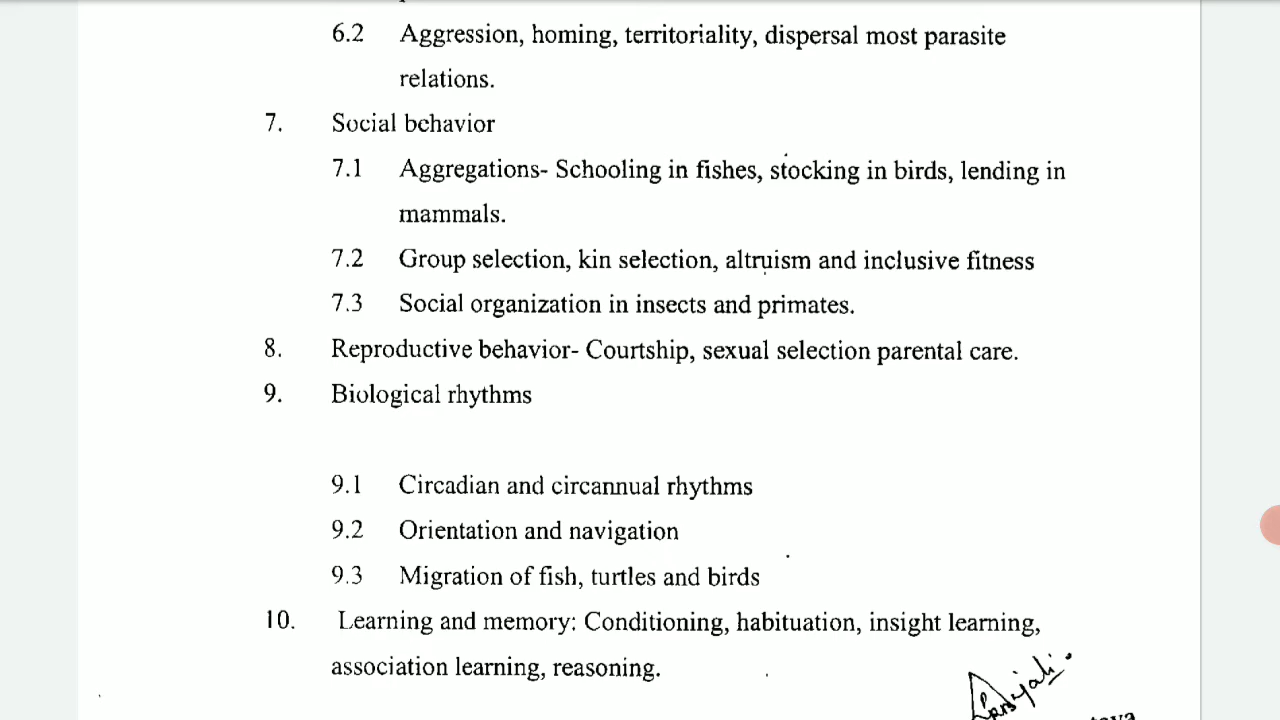 6.2 Aggression, homing, territoriality, dispersal most parasite
relations.
7. Social behavior
7.1 Aggregations- Schooling in fishes, stocking in birds, lending in
mammals.
7.2 Group selection, kin selection, altruism and inclusive fitness
7.3 Social organization in insects and primates.
8. Reproductive behavior- Courtship, sexual selection parental care.
9. Biological rhythms
9.1 Circadian and circannual rhythms
9.2 Orientation and navigation
9.3 Migration of fish, turtles and birds
10. Learning and memory: Conditioning, habituation, insight learning,
association learning, reasoning.